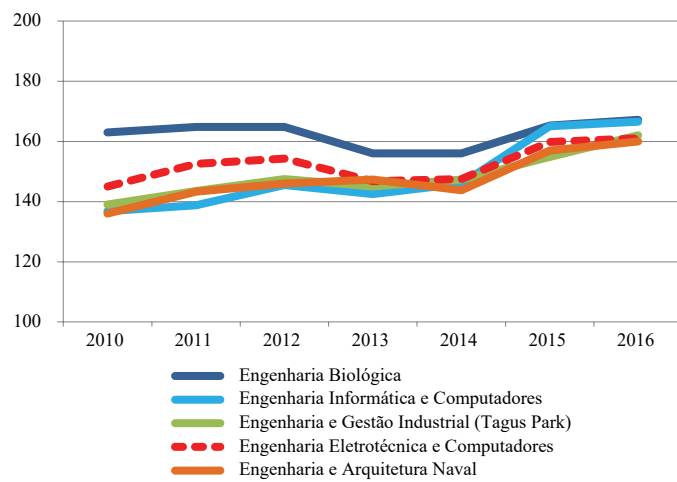 200
180
160
140
120
100
2010 2011 2012 2013 2014 2015 2016
Engenharia Biológica
Engenharia Informática e Computadores
Engenharia e Gestão Industrial (Tagus Park)
Engenharia Eletrotécnica e Computadores
Engenharia e Arquitetura Naval